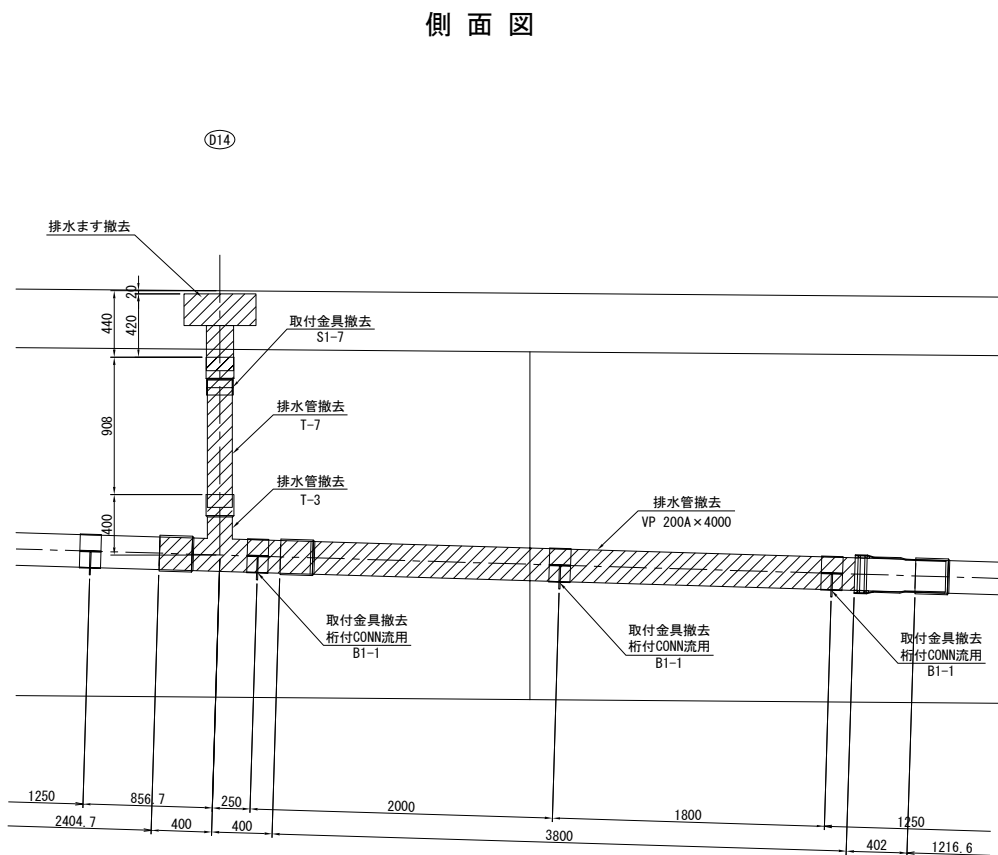 側面図
D14
排水ます撤去
20
440
420
取付金具撤去
S1-7
908
排水管撤去
T-7
排水管撤去
T-3
400
排水管撤去
VP 200A×4000
取付金具撤去
桁付CONN流用
B1-1
取付金具撤去
桁付CONN流用
B1-1
取付金具撤去
桁付CONN流用
B1-1
1250
856.7
250
2000
1800
1250
2404.7
400
400
3800
402
1216.6